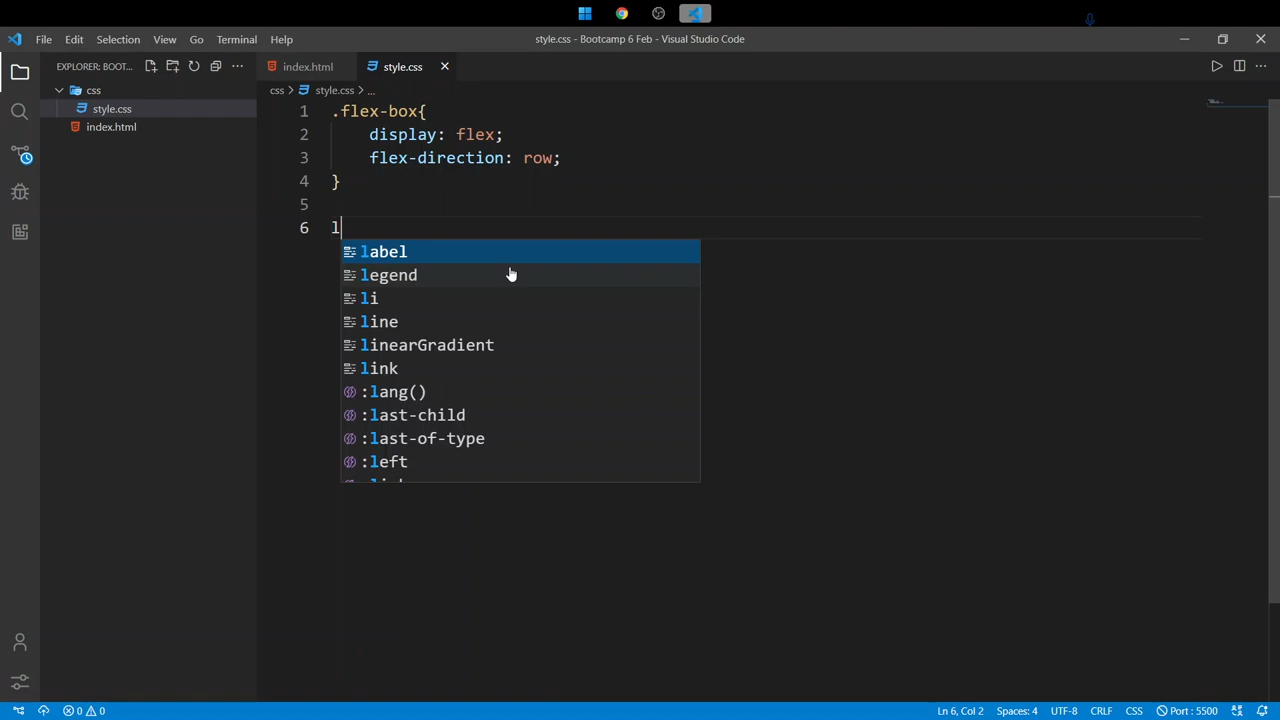 File Edit Selection View Go Terminal Help
style.css - Bootcamp 6 Feb - Visual Studio Code
EXPLORER: BOOT...
css
style.css
index.html
index.html
style.css
css > style.css > ...
1 .flex-box{
2 display: flex;
3 flex-direction: row;
4 }
5
6 l
label
legend
li
line
linearGradient
link
:lang()
:last-child
:last-of-type
:left
0 0
Ln 6, Col 2 Spaces: 4 UTF-8 CRLF CSS Port : 5500